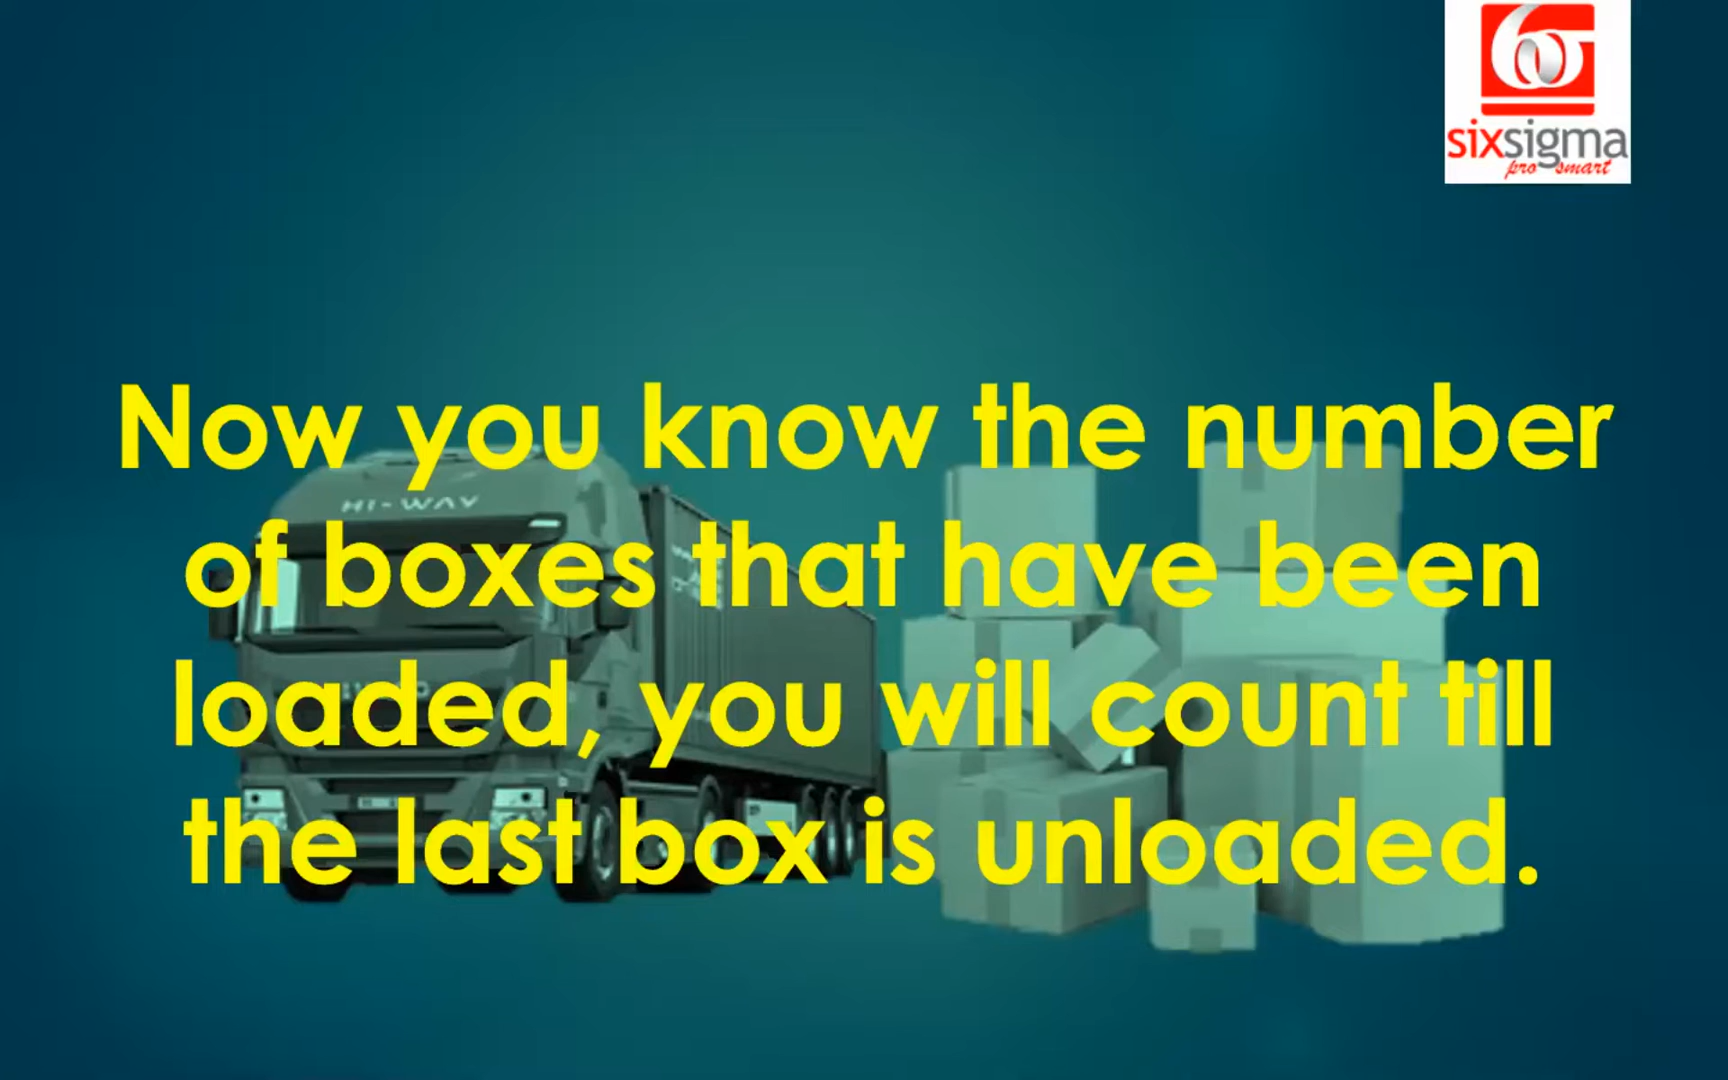 6σ
sixsigma
pro smart
Now you know the number
of boxes that have been
loaded, you will count till
the last box is unloaded.
HI-WAY